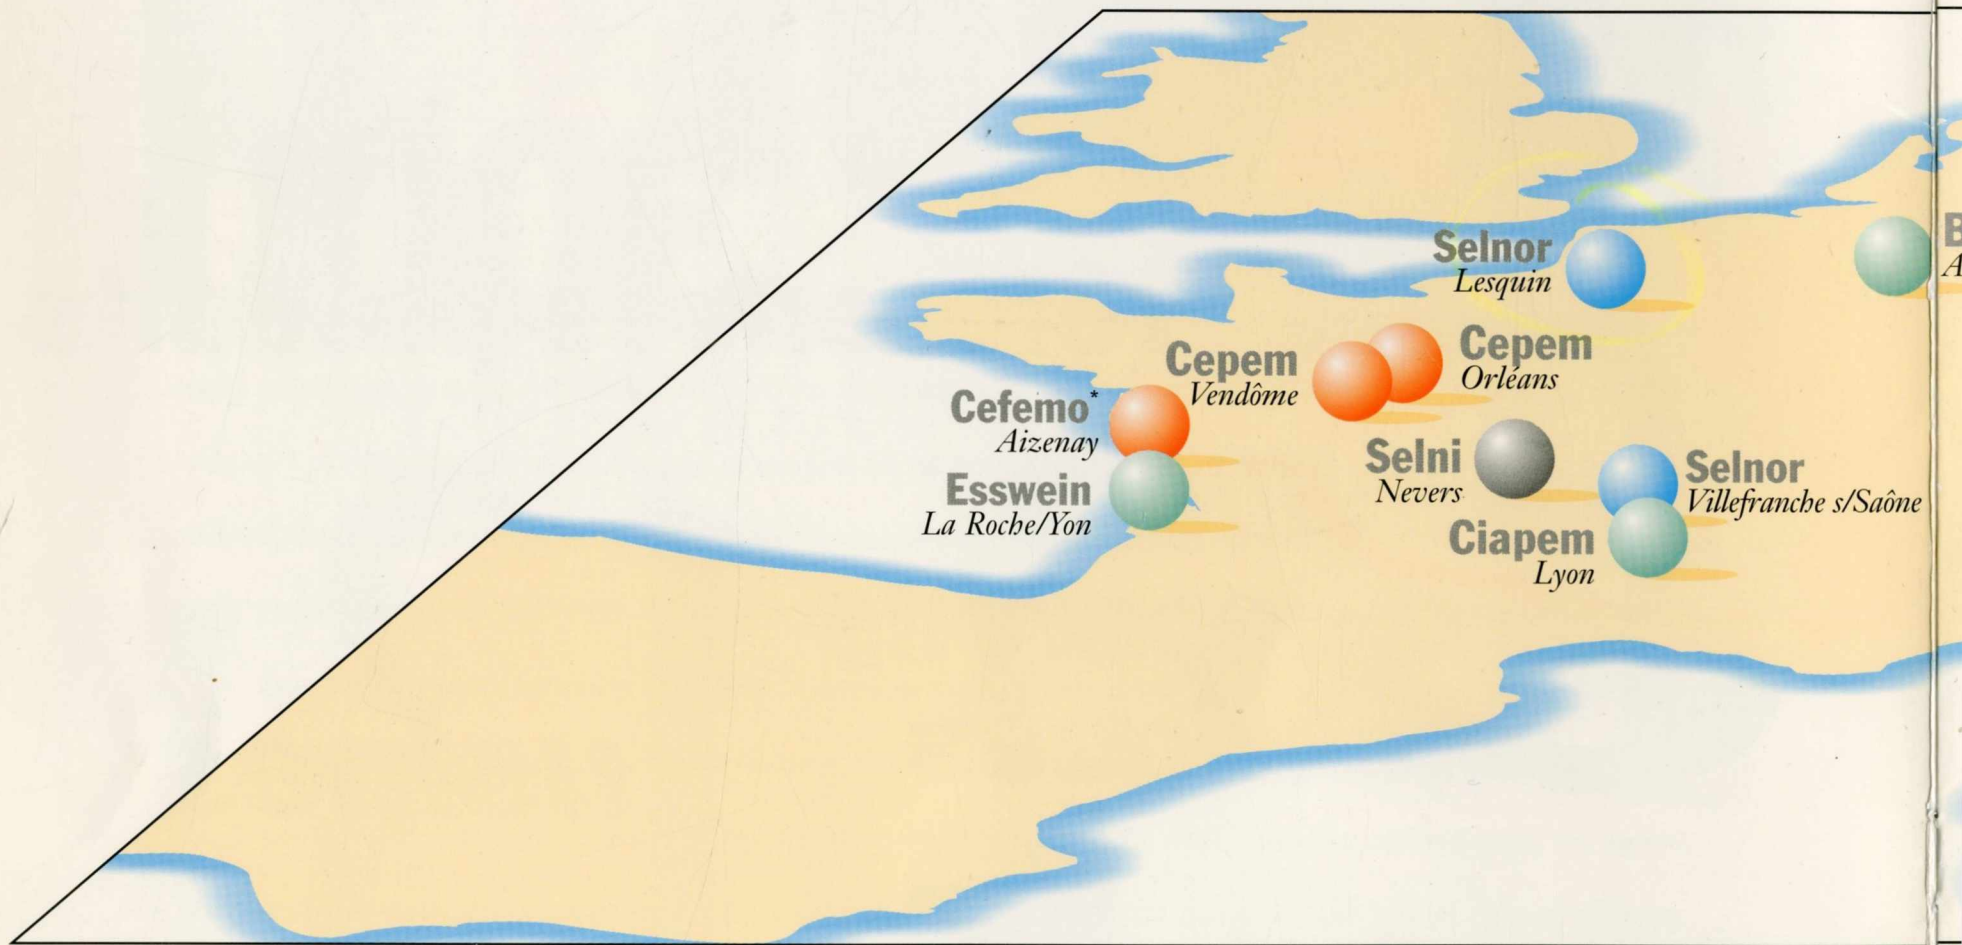 Selnor
Lesquin
B
A
Cepem
Orléans
Cepem
Vendôme
Cefemo*
Aizenay
Selni
Nevers
Selnor
Villefranche s/Saône
Esswein
La Roche/Yon
Ciapem
Lyon